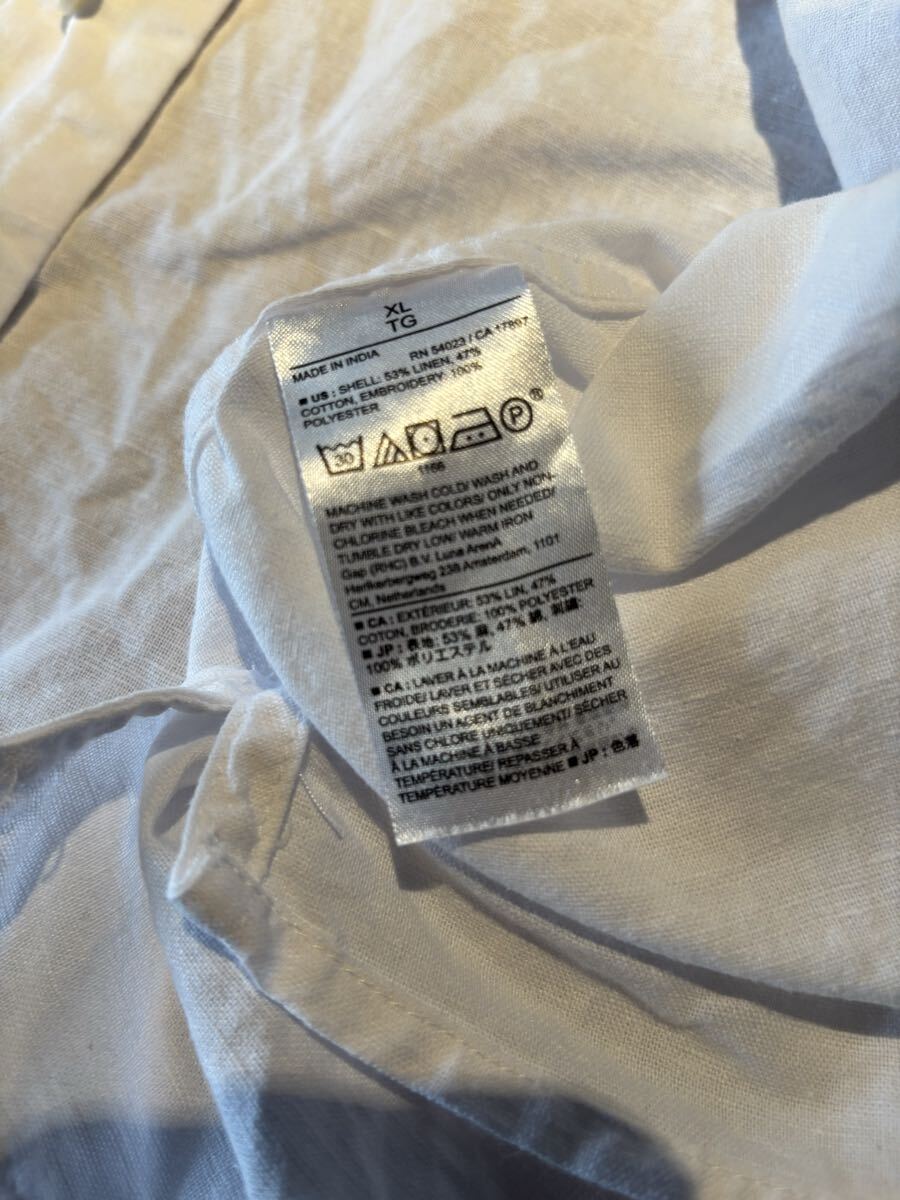 XL
TG
MADE IN INDIA RN 54023 / CA 17897
■ US : SHELL: 53% LINEN, 47%
COTTON, EMBROIDERY: 100%
POLYESTER
30 P®
1166
MACHINE WASH COLD/ WASH AND
DRY WITH LIKE COLORS/ ONLY NON-
CHLORINE BLEACH WHEN NEEDED/
TUMBLE DRY LOW/ WARM IRON
Gap (RHC) B.V. Luna ArenA
Herikerbergweg 238 Amsterdam, 1101
CM, Netherlands
■ CA : EXTÉRIEUR: 53% LIN, 47%
COTON, BRODERIE: 100% POLYESTER
■ JP : 表地: 53% 麻, 47% 綿, 刺繍:
100% ポリエステル
■ CA : LAVER À LA MACHINE À L'EAU
FROIDE/ LAVER ET SÉCHER AVEC DES
COULEURS SEMBLABLES/ UTILISER AU
BESOIN UN AGENT DE BLANCHIMENT
SANS CHLORE UNIQUEMENT/ SÉCHER
À LA MACHINE À BASSE
TEMPÉRATURE/ REPASSER À
TEMPÉRATURE MOYENNE ■ JP : 色落